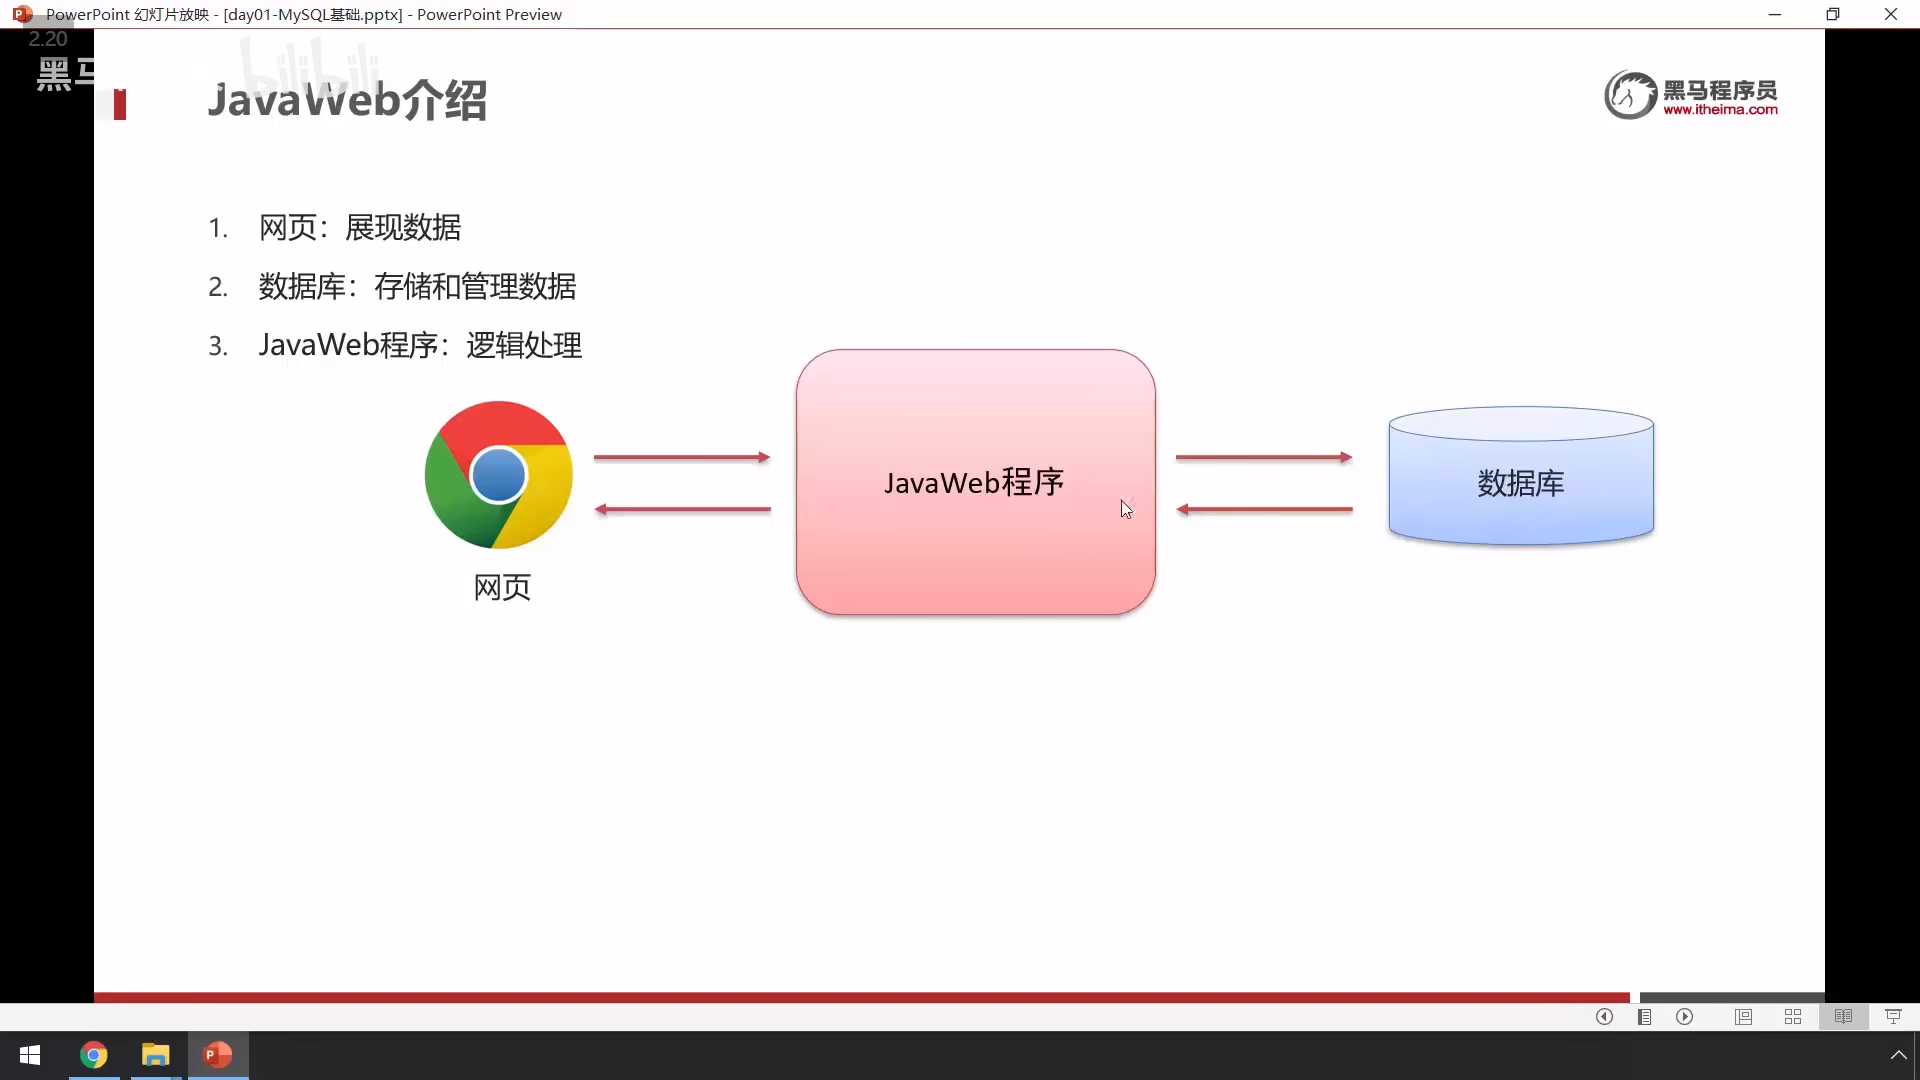 PowerPoint 幻灯片放映 - [day01-MySQL基础.pptx] - PowerPoint Preview
2.20
黑马
bilibili
JavaWeb介绍
黑马程序员
www.itheima.com
1. 网页：展现数据
2. 数据库：存储和管理数据
3. JavaWeb程序：逻辑处理
JavaWeb程序
数据库
网页